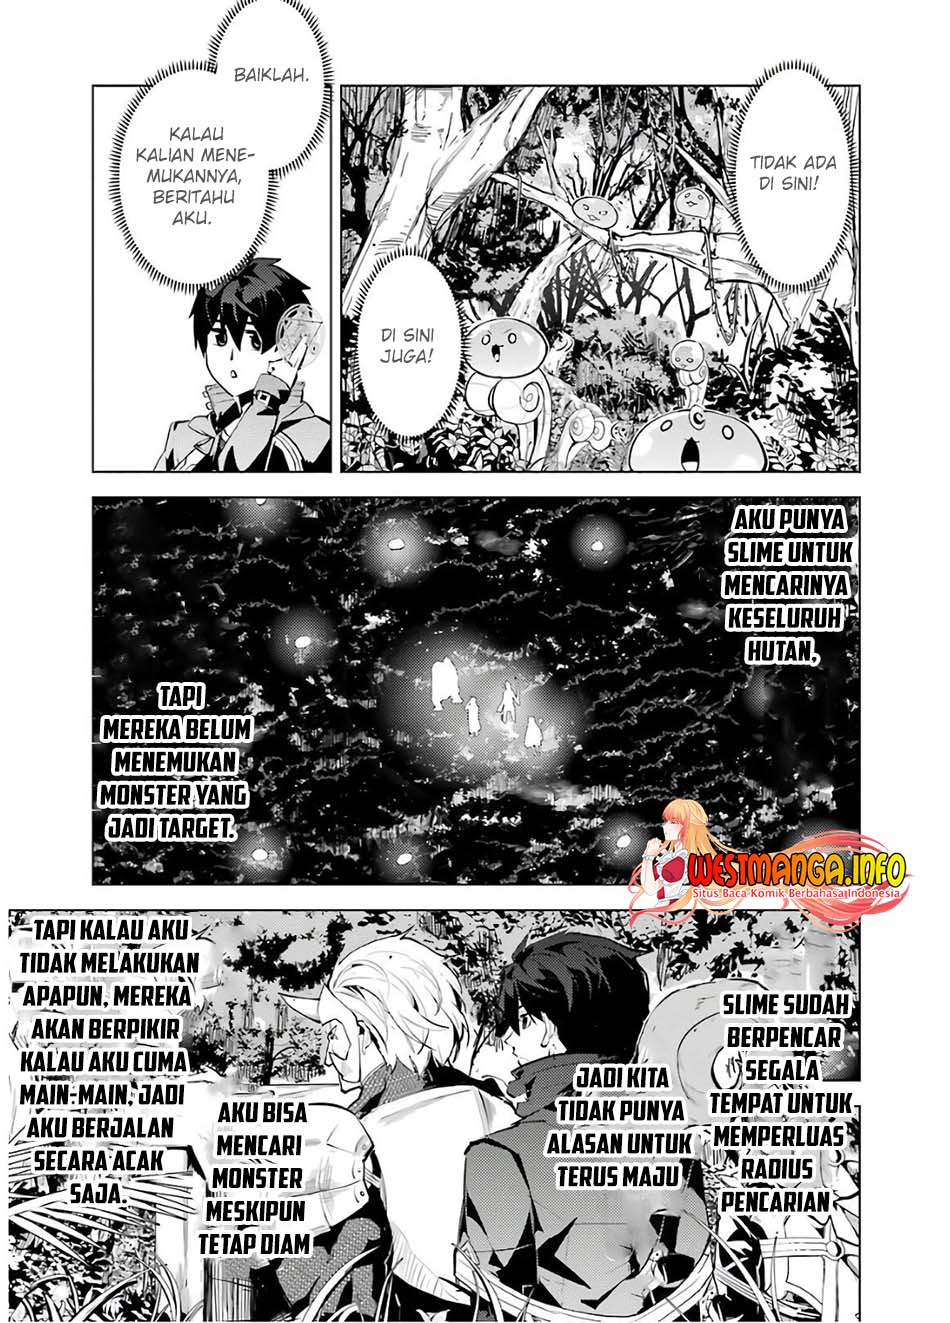 TIDAK ADA
DI SINI!
DI SINI
JUGA!
BAIKLAH.
KALAU
KALIAN MENE-
MUKANNYA,
BERITAHU
AKU.
AKU PUNYA
SLIME UNTUK
MENCARINYA
KESELURUH
HUTAN,
TAPI
MEREKA BELUM
MENEMUKAN
MONSTER YANG
JADI TARGET.
WESTMANGA.INFO
Situs Baca Komik Berbahasa Indonesia
SLIME SUDAH
BERPENCAR
SEGALA
TEMPAT UNTUK
MEMPERLUAS
RADIUS
PENCARIAN
JADI KITA
TIDAK PUNYA
ALASAN UNTUK
TERUS MAJU
AKU BISA
MENCARI
MONSTER
MESKIPUN
TETAP DIAM
TAPI KALAU AKU
TIDAK MELAKUKAN
APAPUN, MEREKA
AKAN BERPIKIR
KALAU AKU CUMA
MAIN-MAIN, JADI
AKU BERJALAN
SECARA ACAK
SAJA.